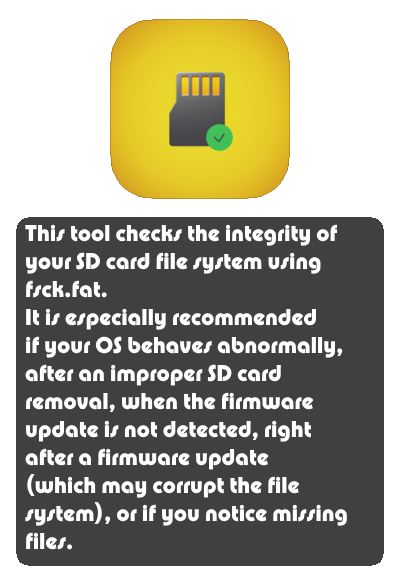 This tool checks the integrity of
your SD card file system using
fsck.fat.
It is especially recommended
if your OS behaves abnormally,
after an improper SD card
removal, when the firmware
update is not detected, right
after a firmware update
(which may corrupt the file
system), or if you notice missing
files.